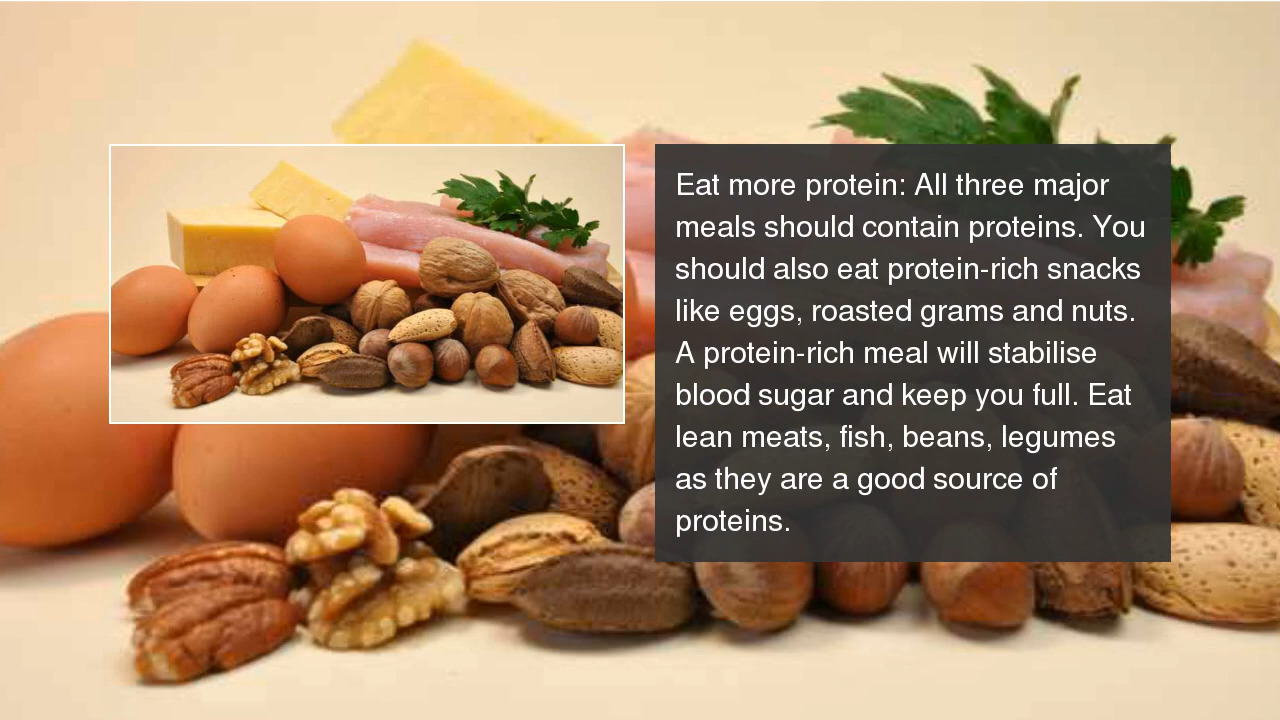 Eat more protein: All three major
meals should contain proteins. You
should also eat protein-rich snacks
like eggs, roasted grams and nuts.
A protein-rich meal will stabilise
blood sugar and keep you full. Eat
lean meats, fish, beans, legumes
as they are a good source of
proteins.